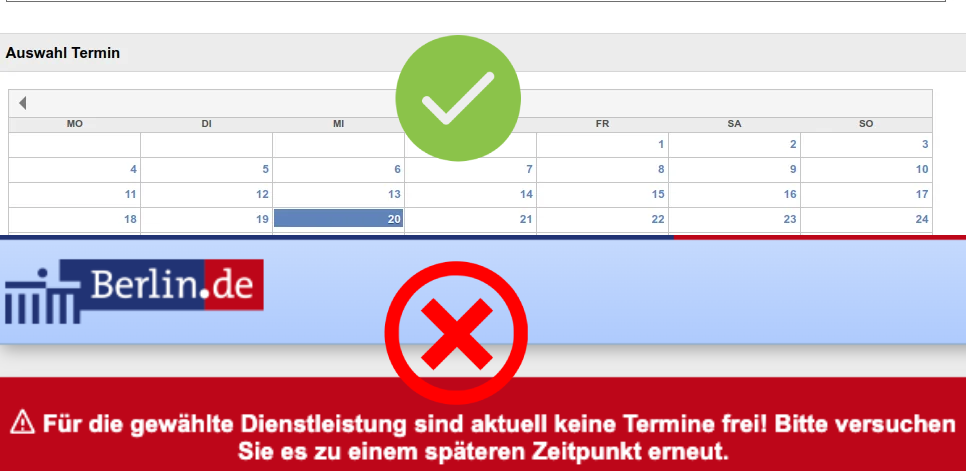 Auswahl Termin
MO DI MI FR SA SO
1 2 3
4 5 6 7 8 9 10
11 12 13 14 15 16 17
18 19 20 21 22 23 24
Berlin.de
⚠ Für die gewählte Dienstleistung sind aktuell keine Termine frei! Bitte versuchen
Sie es zu einem späteren Zeitpunkt erneut.